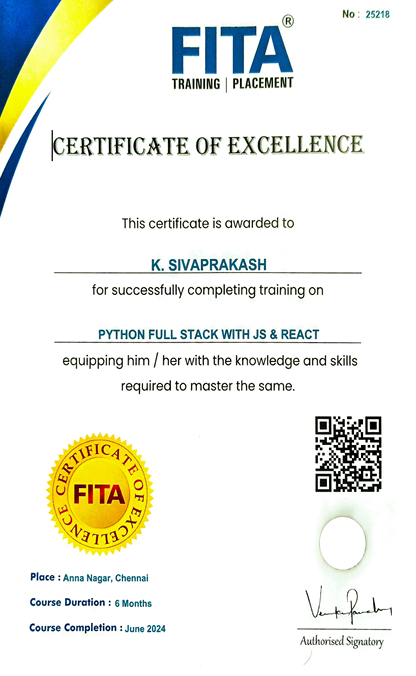 No : 25218
FITA®
TRAINING | PLACEMENT
CERTIFICATE OF EXCELLENCE
This certificate is awarded to
K. SIVAPRAKASH
for successfully completing training on
PYTHON FULL STACK WITH JS & REACT
equipping him / her with the knowledge and skills
required to master the same.
CERTIFICATE OF EXCELLENCE
FITA
Place : Anna Nagar, Chennai
Course Duration : 6 Months
Course Completion : June 2024
Authorised Signatory